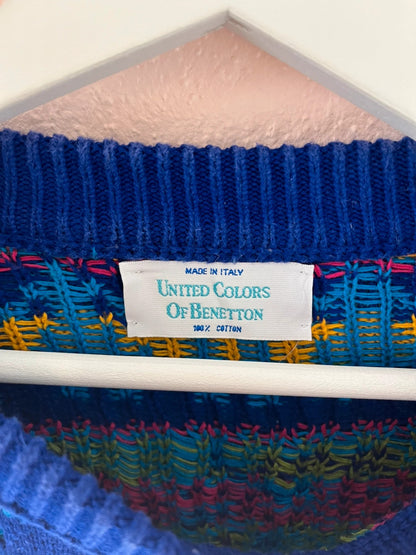 MADE IN ITALY
UNITED COLORS
OF BENETTON
100% COTTON